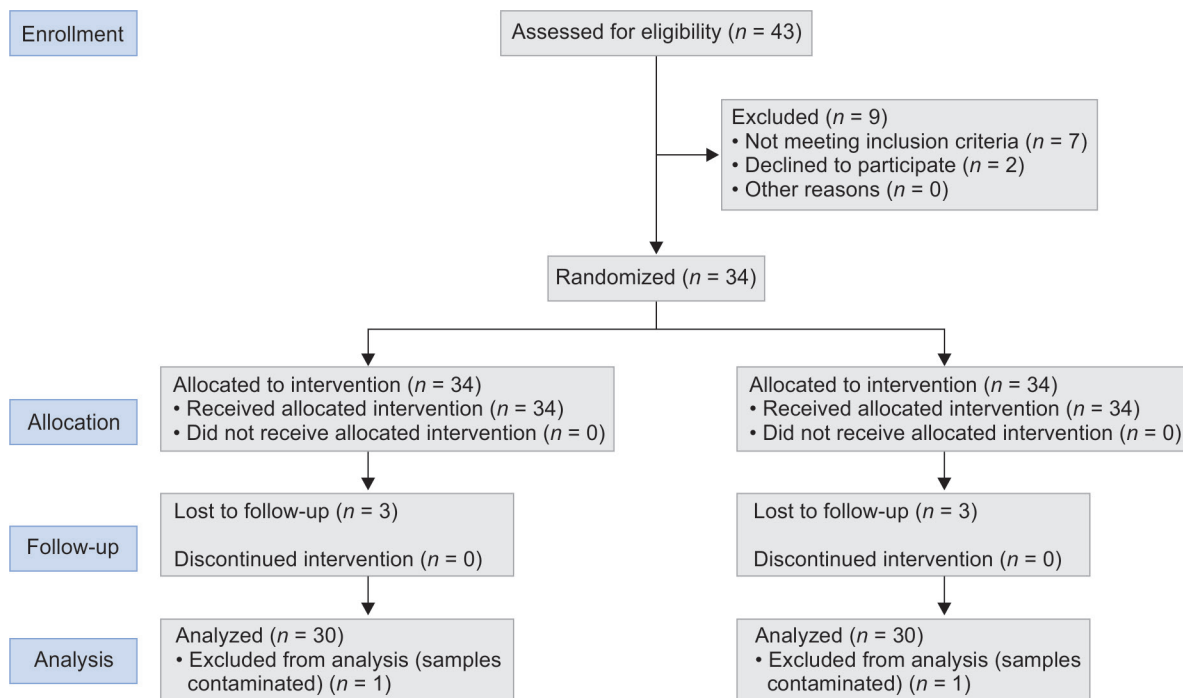 Enrollment
Assessed for eligibility (n = 43)
Excluded (n = 9)
• Not meeting inclusion criteria (n = 7)
• Declined to participate (n = 2)
• Other reasons (n = 0)
Randomized (n = 34)
Allocation
Allocated to intervention (n = 34)
• Received allocated intervention (n = 34)
• Did not receive allocated intervention (n = 0)
Allocated to intervention (n = 34)
• Received allocated intervention (n = 34)
• Did not receive allocated intervention (n = 0)
Follow-up
Lost to follow-up (n = 3)
Discontinued intervention (n = 0)
Lost to follow-up (n = 3)
Discontinued intervention (n = 0)
Analysis
Analyzed (n = 30)
• Excluded from analysis (samples
contaminated) (n = 1)
Analyzed (n = 30)
• Excluded from analysis (samples
contaminated) (n = 1)